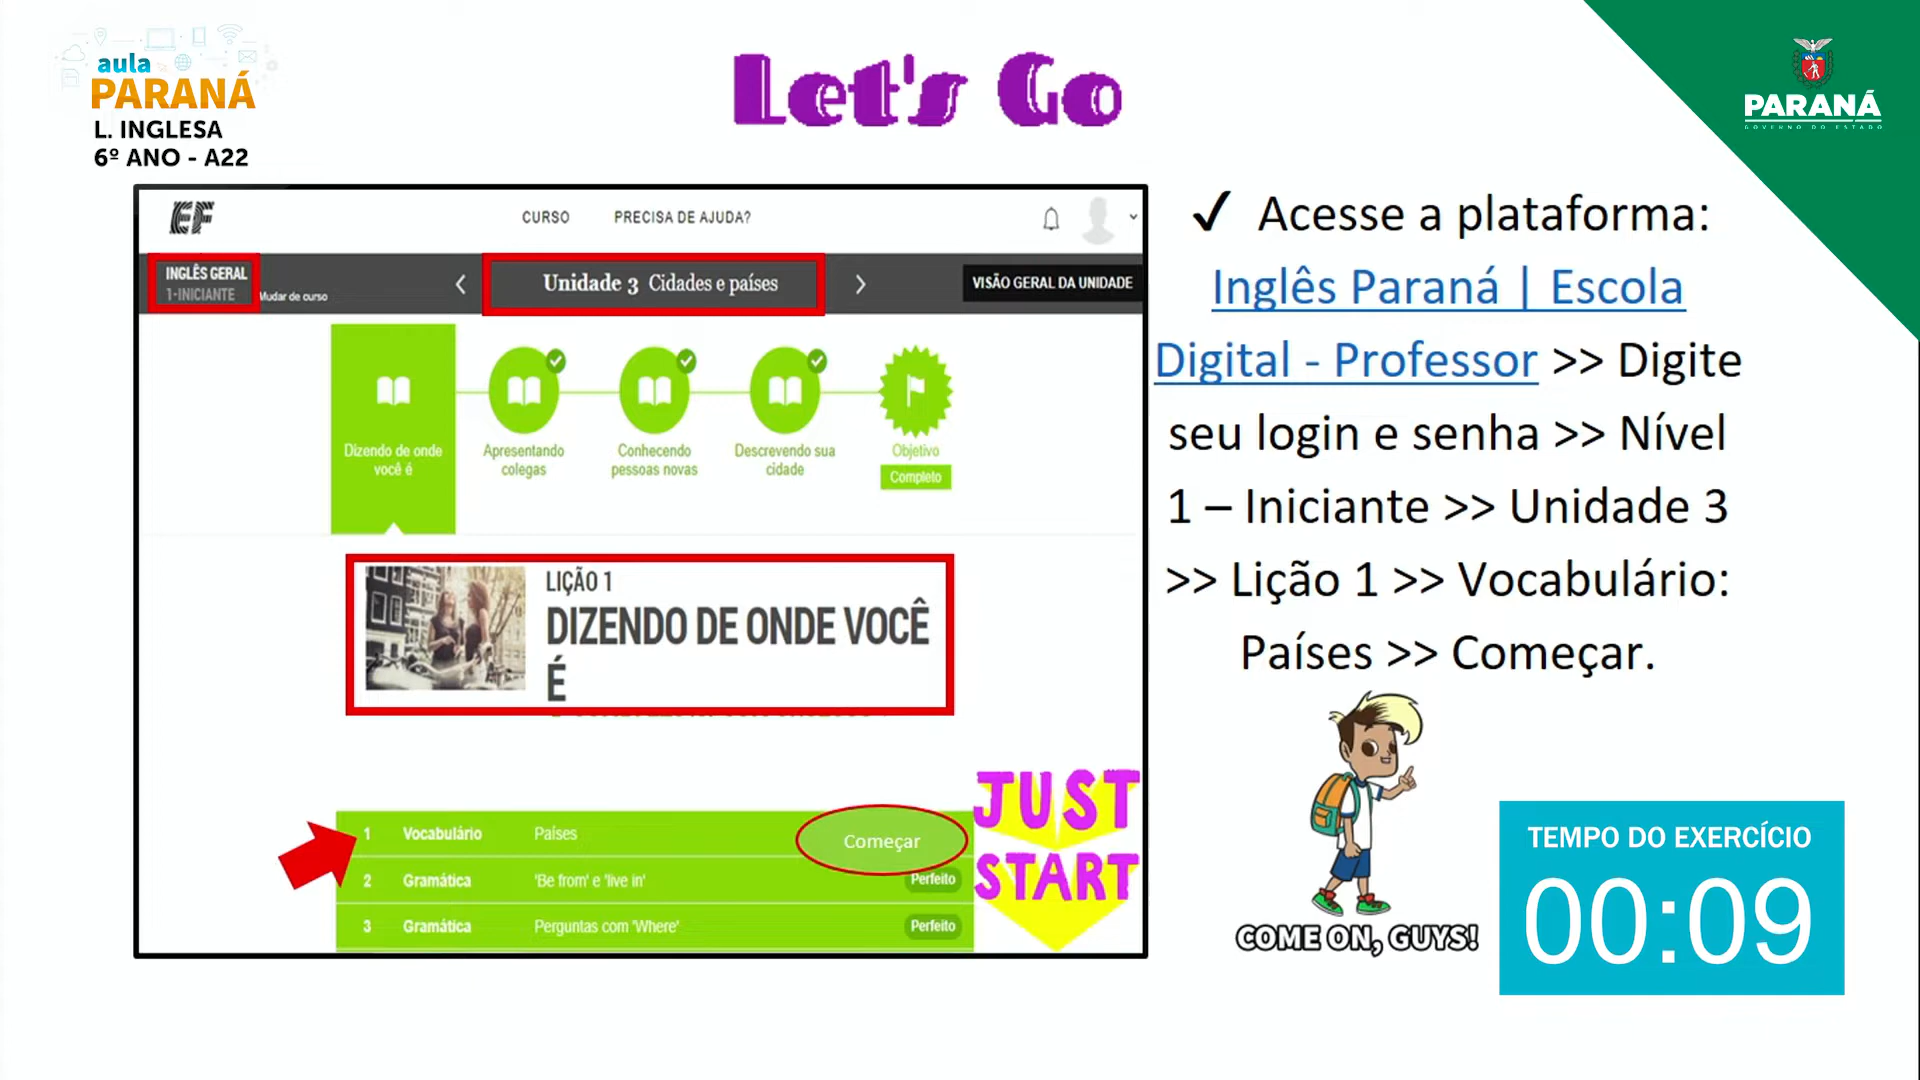 aula
PARANÁ
L. INGLESA
6º ANO - A22
Let's Go
PARANÁ
GOVERNO DO ESTADO
EF
CURSO
PRECISA DE AJUDA?
INGLÊS GERAL
1-INICIANTE
Mudar de curso
Unidade 3 Cidades e países
VISÃO GERAL DA UNIDADE
Dizendo de onde
você é
Apresentando
colegas
Conhecendo
pessoas novas
Descrevendo sua
cidade
Objetivo
Completo
LIÇÃO 1
DIZENDO DE ONDE VOCÊ
É
1 Vocabulário Países Começar
2 Gramática 'Be from' e 'live in' Perfeito
3 Gramática Perguntas com 'Where' Perfeito
JUST
START
✓ Acesse a plataforma:
Inglês Paraná | Escola
Digital - Professor >> Digite
seu login e senha >> Nível
1 – Iniciante >> Unidade 3
>> Lição 1 >> Vocabulário:
Países >> Começar.
COME ON, GUYS!
TEMPO DO EXERCÍCIO
00:09